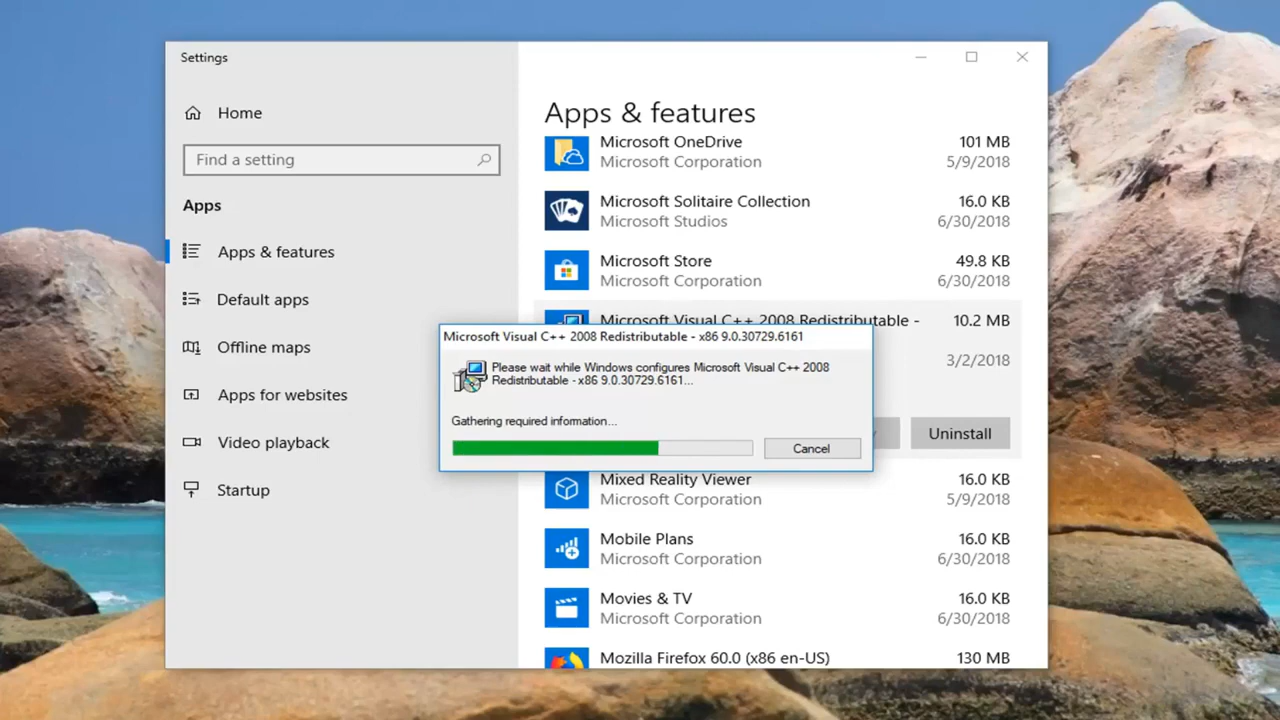 Settings
Home
Find a setting
Apps
Apps & features
Default apps
Offline maps
Apps for websites
Video playback
Startup
Apps & features
Microsoft OneDrive 101 MB
Microsoft Corporation 5/9/2018
Microsoft Solitaire Collection 16.0 KB
Microsoft Studios 6/30/2018
Microsoft Store 49.8 KB
Microsoft Corporation 6/30/2018
Microsoft Visual C++ 2008 Redistributable - 10.2 MB
3/2/2018
Uninstall
Microsoft Visual C++ 2008 Redistributable - x86 9.0.30729.6161
Please wait while Windows configures Microsoft Visual C++ 2008
Redistributable - x86 9.0.30729.6161...
Gathering required information...
Cancel
Mixed Reality Viewer 16.0 KB
Microsoft Corporation 5/9/2018
Mobile Plans 16.0 KB
Microsoft Corporation 6/30/2018
Movies & TV 16.0 KB
Microsoft Corporation 6/30/2018
Mozilla Firefox 60.0 (x86 en-US) 130 MB